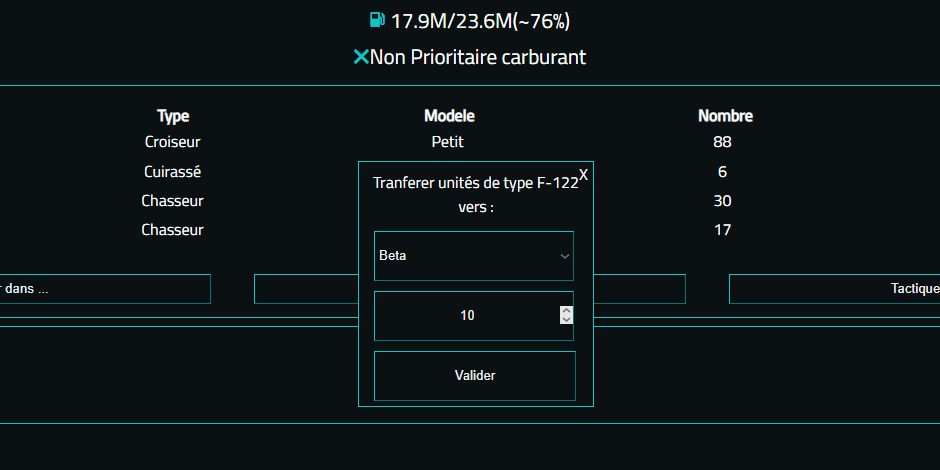 17.9M/23.6M(~76%)
Non Prioritaire carburant
Type Modele Nombre
Croiseur Petit 88
Cuirassé 6
Chasseur 30
Chasseur 17
X
Tranferer unités de type F-122
vers :
Beta
10
Valider
r dans ...
Tactique